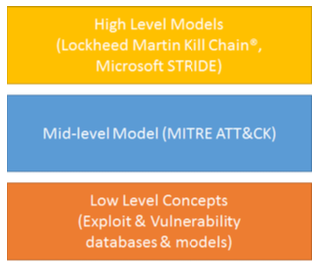 High Level Models
(Lockheed Martin Kill Chain®,
Microsoft STRIDE)
Mid-level Model (MITRE ATT&CK)
Low Level Concepts
(Exploit & Vulnerability
databases & models)